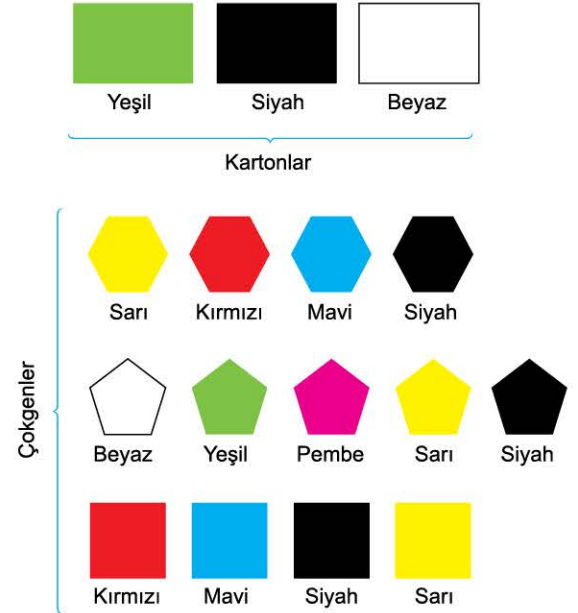 Yeşil Siyah Beyaz
Kartonlar
Çokgenler
Sarı Kırmızı Mavi Siyah
Beyaz Yeşil Pembe Sarı Siyah
Kırmızı Mavi Siyah Sarı